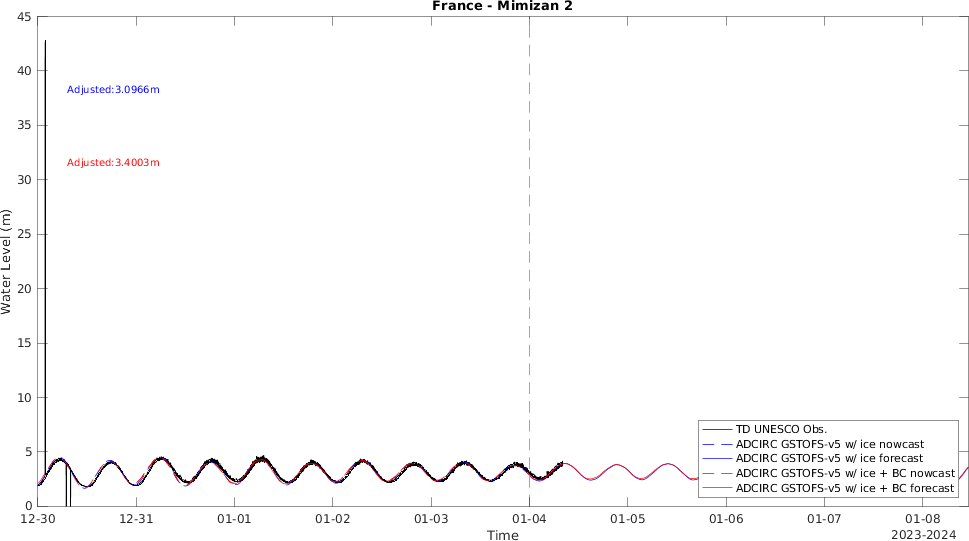 France - Mimizan 2
45
40
35
30
25
20
15
10
5
0
Water Level (m)
Adjusted:3.0966m
Adjusted:3.4003m
TD UNESCO Obs.
ADCIRC GSTOFS-v5 w/ ice nowcast
ADCIRC GSTOFS-v5 w/ ice forecast
ADCIRC GSTOFS-v5 w/ ice + BC nowcast
ADCIRC GSTOFS-v5 w/ ice + BC forecast
12-30 12-31 01-01 01-02 01-03 01-04 01-05 01-06 01-07 01-08
Time
2023-2024